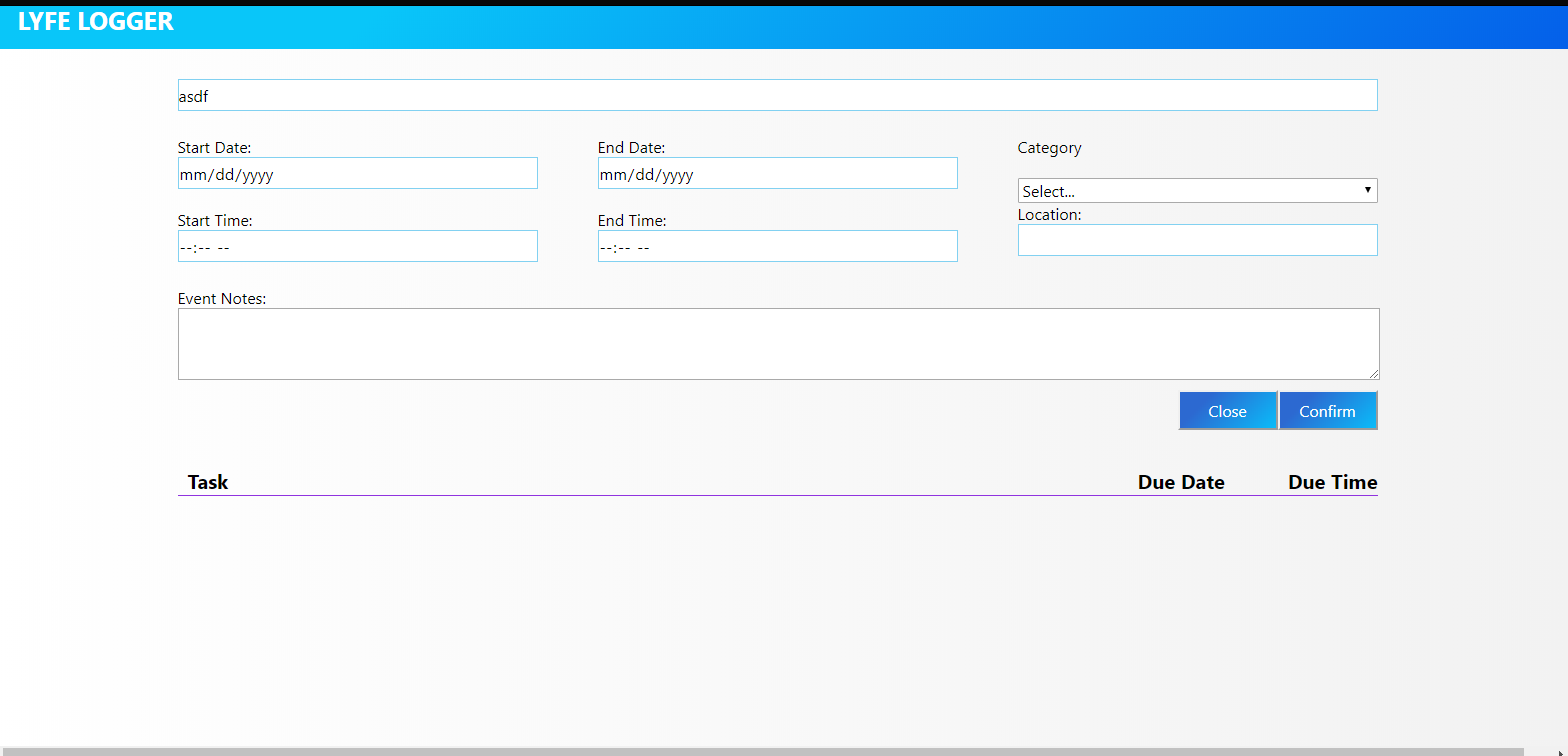 LYFE LOGGER
asdf
Start Date: End Date: Category
mm/dd/yyyy mm/dd/yyyy Select...
Start Time: End Time: Location:
--:-- -- --:-- --
Event Notes:
Close Confirm
Task Due Date Due Time